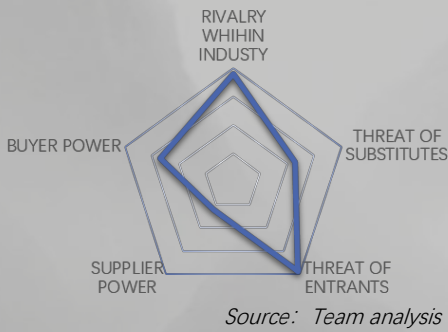 RIVALRY
WHIHIN
INDUSTY
BUYER POWER
THREAT OF
SUBSTITUTES
SUPPLIER
POWER
THREAT OF
ENTRANTS
Source: Team analysis